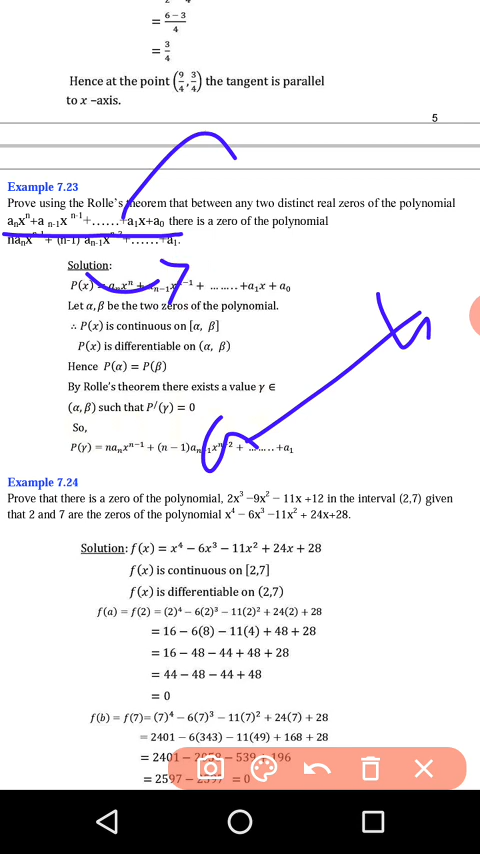 = 6−3/4
= 3/4
Hence at the point (9/4, 3/4) the tangent is parallel
to x –axis.
5
Example 7.23
Prove using the Rolle's theorem that between any two distinct real zeros of the polynomial
aₙxⁿ+a ₙ₋₁x ⁿ⁻¹+……+a₁x+a₀ there is a zero of the polynomial
naₙxⁿ⁻¹+ (n-1) aₙ₋₁xⁿ⁻²+……+a₁.
Solution:
P(x) = aₙxⁿ + aₙ₋₁xⁿ⁻¹ + …….. +a₁x + a₀
Let α, β be the two zeros of the polynomial.
∴ P(x) is continuous on [α, β]
P(x) is differentiable on (α, β)
Hence P(α) = P(β)
By Rolle's theorem there exists a value γ ∈
(α, β) such that P/(γ) = 0
So,
P(γ) = naₙxⁿ⁻¹ + (n − 1)aₙ₋₁xⁿ⁻² + …….. +a₁
Example 7.24
Prove that there is a zero of the polynomial, 2x³ −9x² − 11x +12 in the interval (2,7) given
that 2 and 7 are the zeros of the polynomial x⁴ − 6x³ −11x² + 24x+28.
Solution: f(x) = x⁴ − 6x³ − 11x² + 24x + 28
f(x) is continuous on [2,7]
f(x) is differentiable on (2,7)
f(a) = f(2) = (2)⁴ − 6(2)³ − 11(2)² + 24(2) + 28
= 16 − 6(8) − 11(4) + 48 + 28
= 16 − 48 − 44 + 48 + 28
= 44 − 48 − 44 + 48
= 0
f(b) = f(7)= (7)⁴ − 6(7)³ − 11(7)² + 24(7) + 28
= 2401 − 6(343) − 11(49) + 168 + 28
= 2401 − 2058 − 539 + 196
= 2597 − 2597 = 0